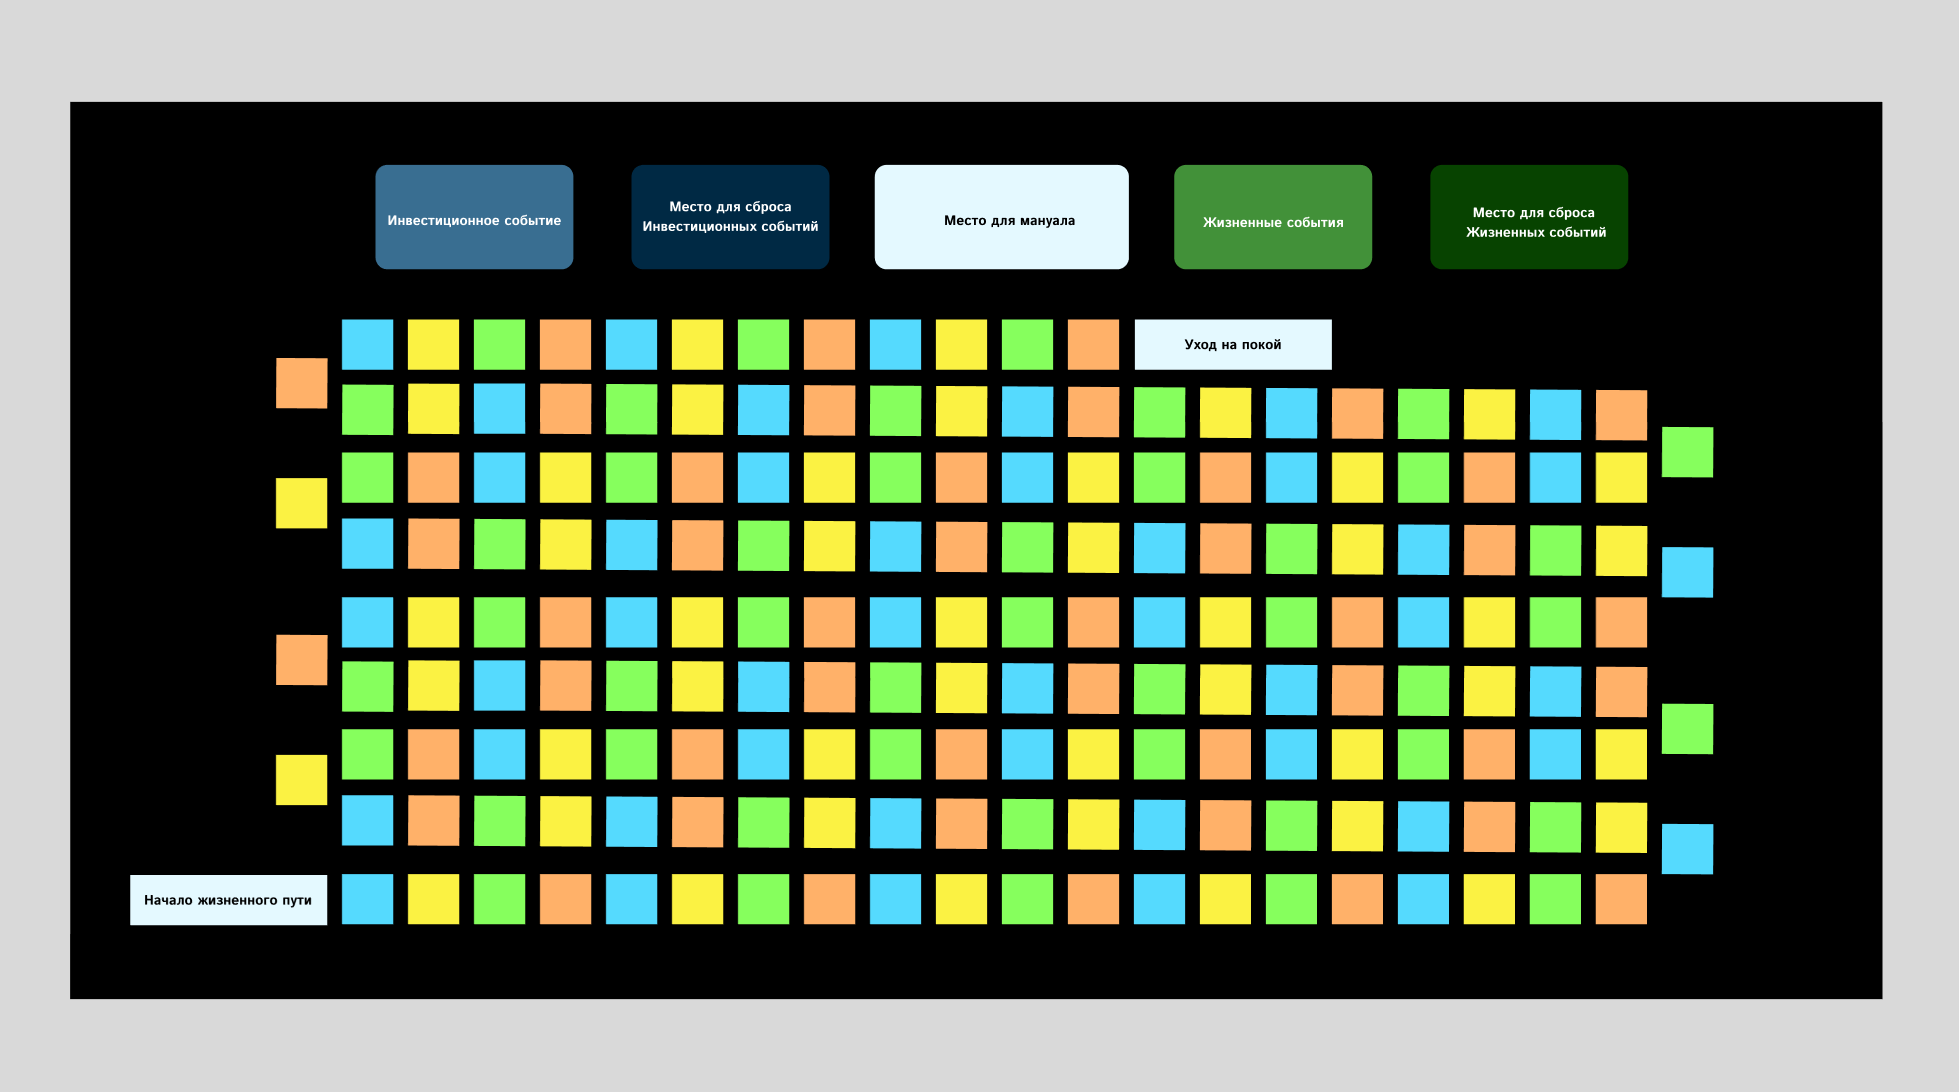 Инвестиционное событие
Место для сброса
Инвестиционных событий
Место для мануала
Жизненные события
Место для сброса
Жизненных событий
Уход на покой
Начало жизненного пути